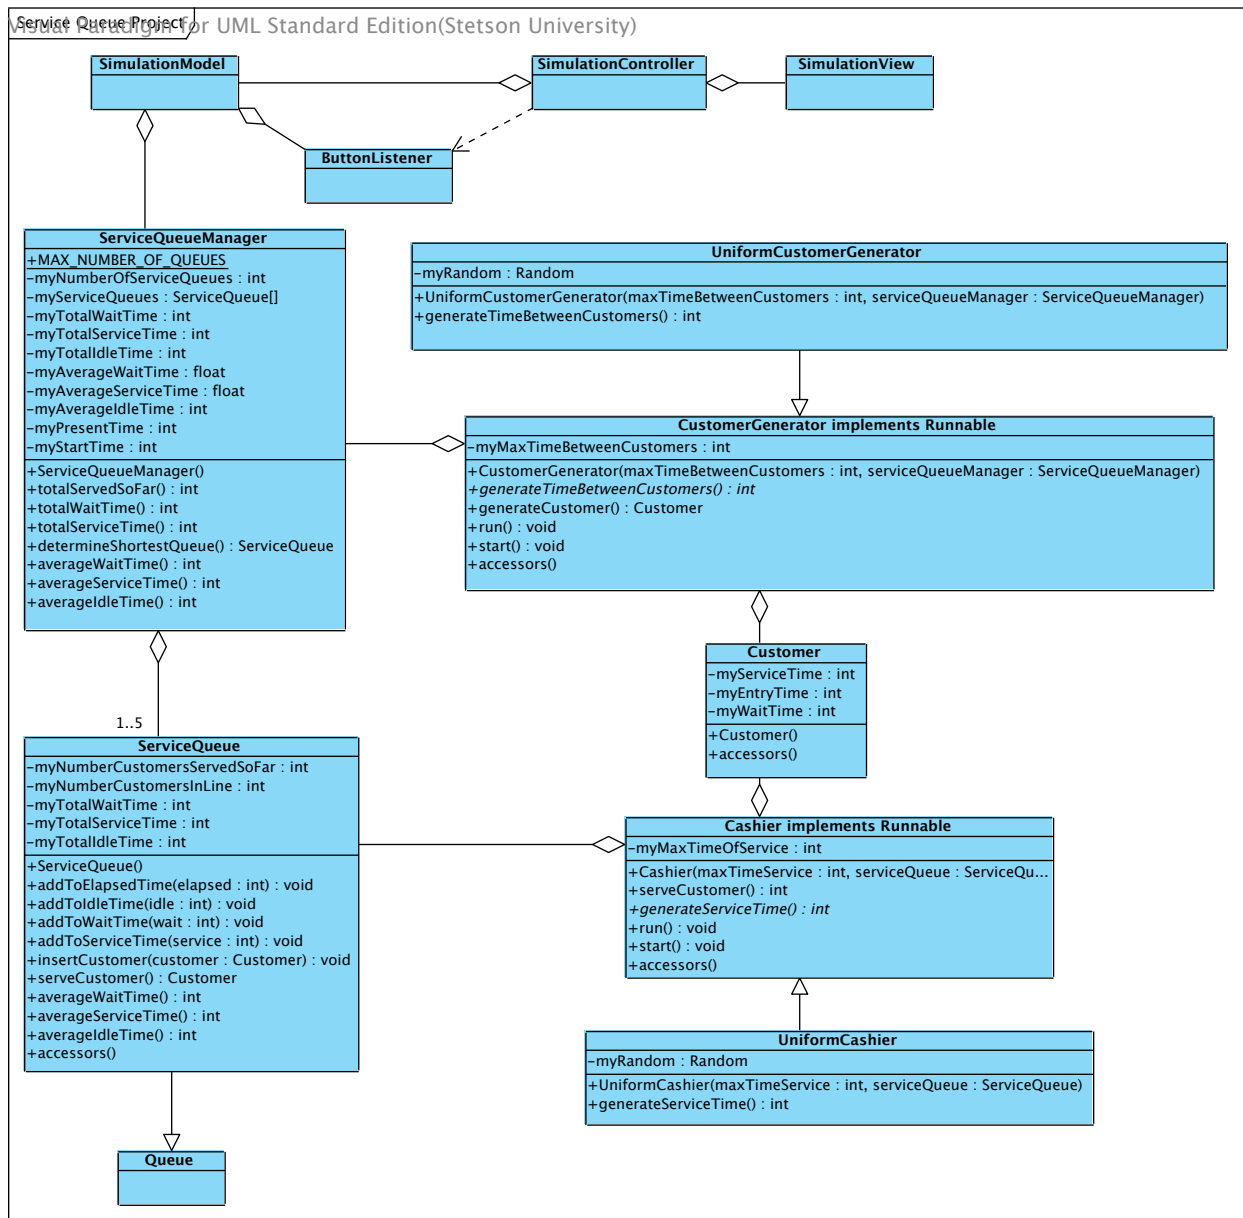 Service Queue Project
Visual Paradigm for UML Standard Edition(Stetson University)
SimulationModel
SimulationController
SimulationView
ButtonListener
ServiceQueueManager
+MAX_NUMBER_OF_QUEUES
-myNumberOfServiceQueues : int
-myServiceQueues : ServiceQueue[]
-myTotalWaitTime : int
-myTotalServiceTime : int
-myTotalIdleTime : int
-myAverageWaitTime : float
-myAverageServiceTime : float
-myAverageIdleTime : int
-myPresentTime : int
-myStartTime : int
+ServiceQueueManager()
+totalServedSoFar() : int
+totalWaitTime() : int
+totalServiceTime() : int
+determineShortestQueue() : ServiceQueue
+averageWaitTime() : int
+averageServiceTime() : int
+averageIdleTime() : int
UniformCustomerGenerator
-myRandom : Random
+UniformCustomerGenerator(maxTimeBetweenCustomers : int, serviceQueueManager : ServiceQueueManager)
+generateTimeBetweenCustomers() : int
CustomerGenerator implements Runnable
-myMaxTimeBetweenCustomers : int
+CustomerGenerator(maxTimeBetweenCustomers : int, serviceQueueManager : ServiceQueueManager)
+generateTimeBetweenCustomers() : int
+generateCustomer() : Customer
+run() : void
+start() : void
+accessors()
Customer
-myServiceTime : int
-myEntryTime : int
-myWaitTime : int
+Customer()
+accessors()
1..5
ServiceQueue
-myNumberCustomersServedSoFar : int
-myNumberCustomersInLine : int
-myTotalWaitTime : int
-myTotalServiceTime : int
-myTotalIdleTime : int
+ServiceQueue()
+addToElapsedTime(elapsed : int) : void
+addToIdleTime(idle : int) : void
+addToWaitTime(wait : int) : void
+addToServiceTime(service : int) : void
+insertCustomer(customer : Customer) : void
+serveCustomer() : Customer
+averageWaitTime() : int
+averageServiceTime() : int
+averageIdleTime() : int
+accessors()
Cashier implements Runnable
-myMaxTimeOfService : int
+Cashier(maxTimeService : int, serviceQueue : ServiceQu...
+serveCustomer() : int
+generateServiceTime() : int
+run() : void
+start() : void
+accessors()
UniformCashier
-myRandom : Random
+UniformCashier(maxTimeService : int, serviceQueue : ServiceQueue)
+generateServiceTime() : int
Queue